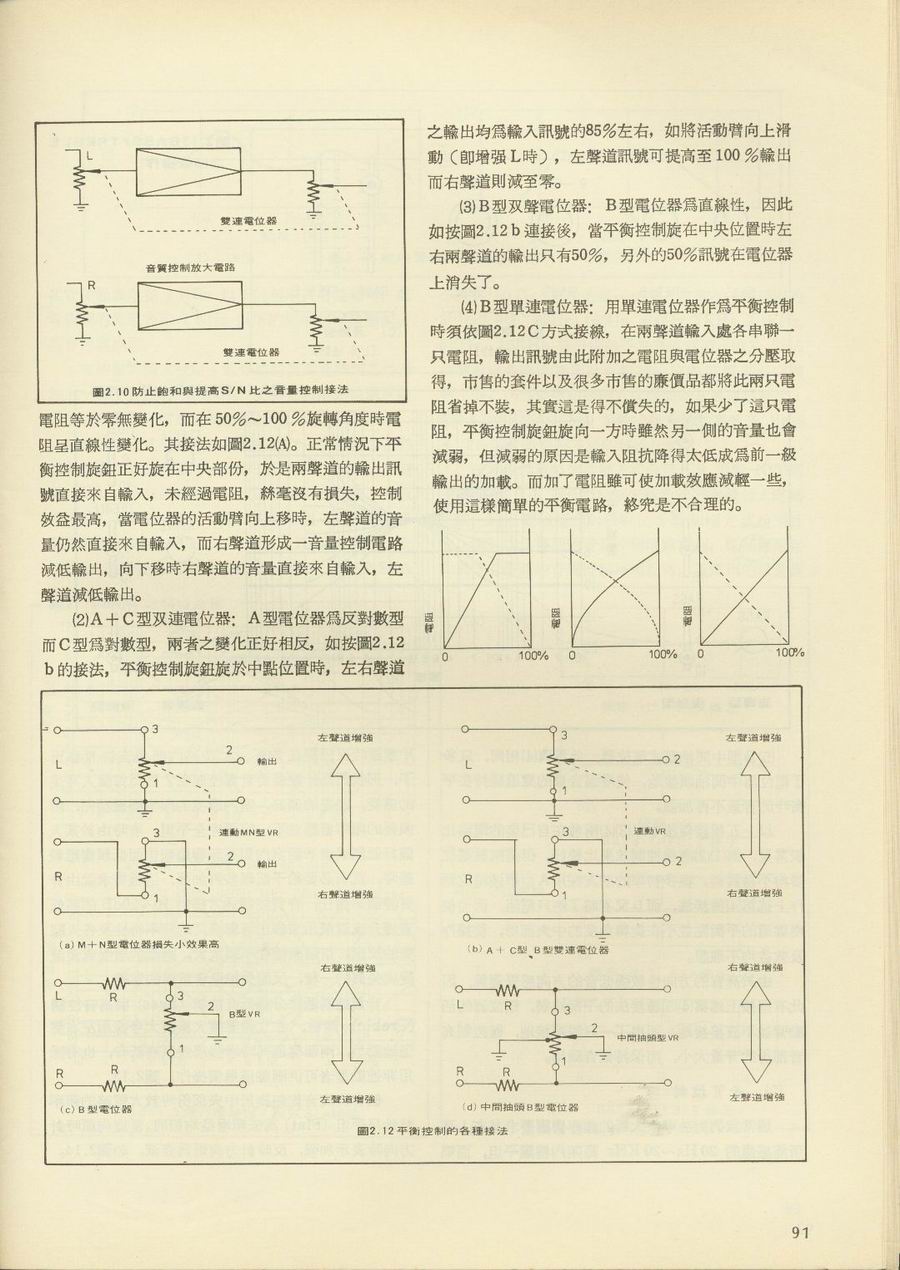 L
雙連電位器
音質控制放大電路
R
雙連電位器
圖2.10 防止飽和與提高S/N比之音量控制接法
電阻等於零無變化，而在50%～100%旋轉角度時電
阻呈直線性變化。其接法如圖2.12(A)。正常情況下平
衡控制旋鈕正好旋在中央部份，於是兩聲道的輸出訊
號直接來自輸入，未經過電阻，絲毫沒有損失，控制
效益最高，當電位器的活動臂向上移時，左聲道的音
量仍然直接來自輸入，而右聲道形成一音量控制電路
減低輸出，向下移時右聲道的音量直接來自輸入，左
聲道減低輸出。
(2)A＋C型双連電位器：A型電位器爲反對數型
而C型爲對數型，兩者之變化正好相反，如按圖2.12
b的接法，平衡控制旋鈕旋於中點位置時，左右聲道
之輸出均爲輸入訊號的85%左右，如將活動臂向上滑
動（卽增强L時），左聲道訊號可提高至100%輸出
而右聲道則減至零。
(3)B型双聲電位器：B型電位器爲直線性，因此
如按圖2.12b連接後，當平衡控制旋在中央位置時左
右兩聲道的輸出只有50%，另外的50%訊號在電位器
上消失了。
(4)B型單連電位器：用單連電位器作爲平衡控制
時須依圖2.12C方式接線，在兩聲道輸入處各串聯一
只電阻，輸出訊號由此附加之電阻與電位器之分壓取
得，市售的套件以及很多市售的廉價品都將此兩只電
阻省掉不裝，其實這是得不償失的，如果少了這只電
阻，平衡控制旋鈕旋向一方時雖然另一側的音量也會
減弱，但減弱的原因是輸入阻抗降得太低成爲前一級
輸出的加載。而加了電阻雖可使加載效應減輕一些，
使用這樣簡單的平衡電路，終究是不合理的。
電阻
0 100%
電阻
0 100%
電阻
0 100%
3
L
2 輸出
1
左聲道增強
連動MN型VR
3
2 輸出
R
1
右聲道增強
(a) M＋N型電位器損失小效果高
3
L
2
1
左聲道增強
連動VR
3
2
R
1
右聲道增強
(b) A＋C型、B型雙連電位器
L
R
3
2
B型VR
1
R
R
右聲道增強
左聲道增強
(c) B型電位器
L
R
3
2
中間抽頭型VR
1
R
R
右聲道增強
左聲道增強
(d) 中間抽頭B型電位器
圖2.12 平衡控制的各種接法
91